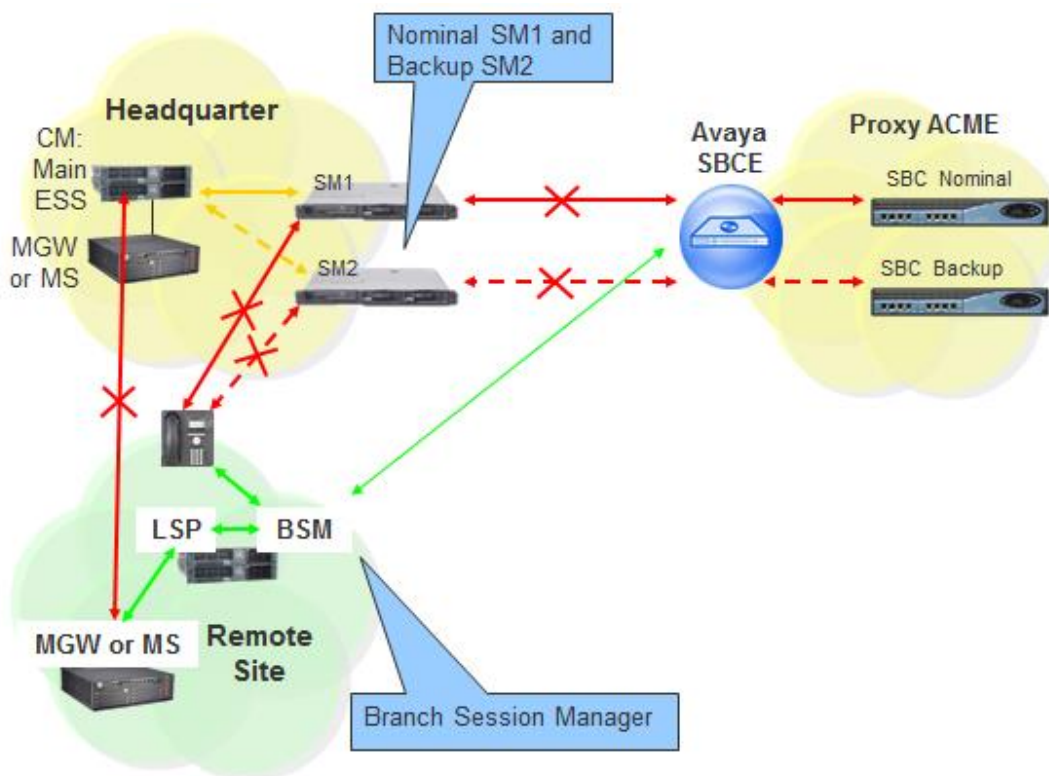 Nominal SM1 and
Backup SM2
Headquarter
CM:
Main
ESS
MGW
or MS
SM1
SM2
Avaya
SBCE
Proxy ACME
SBC Nominal
SBC Backup
LSP
BSM
MGW or MS
Remote
Site
Branch Session Manager